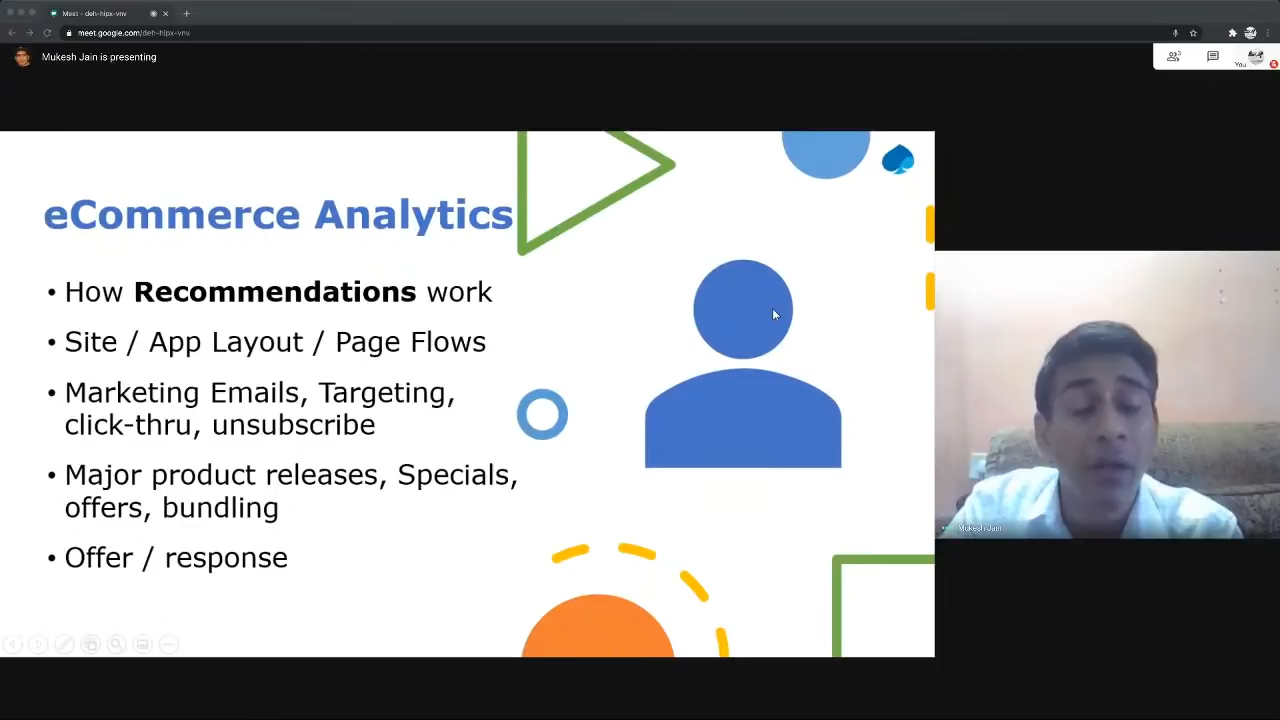 Meet - deh-hipx-vnv
meet.google.com/deh-hipx-vnv
Mukesh Jain is presenting
3
You
eCommerce Analytics
• How Recommendations work
• Site / App Layout / Page Flows
• Marketing Emails, Targeting,
click-thru, unsubscribe
• Major product releases, Specials,
offers, bundling
• Offer / response
Mukesh Jain